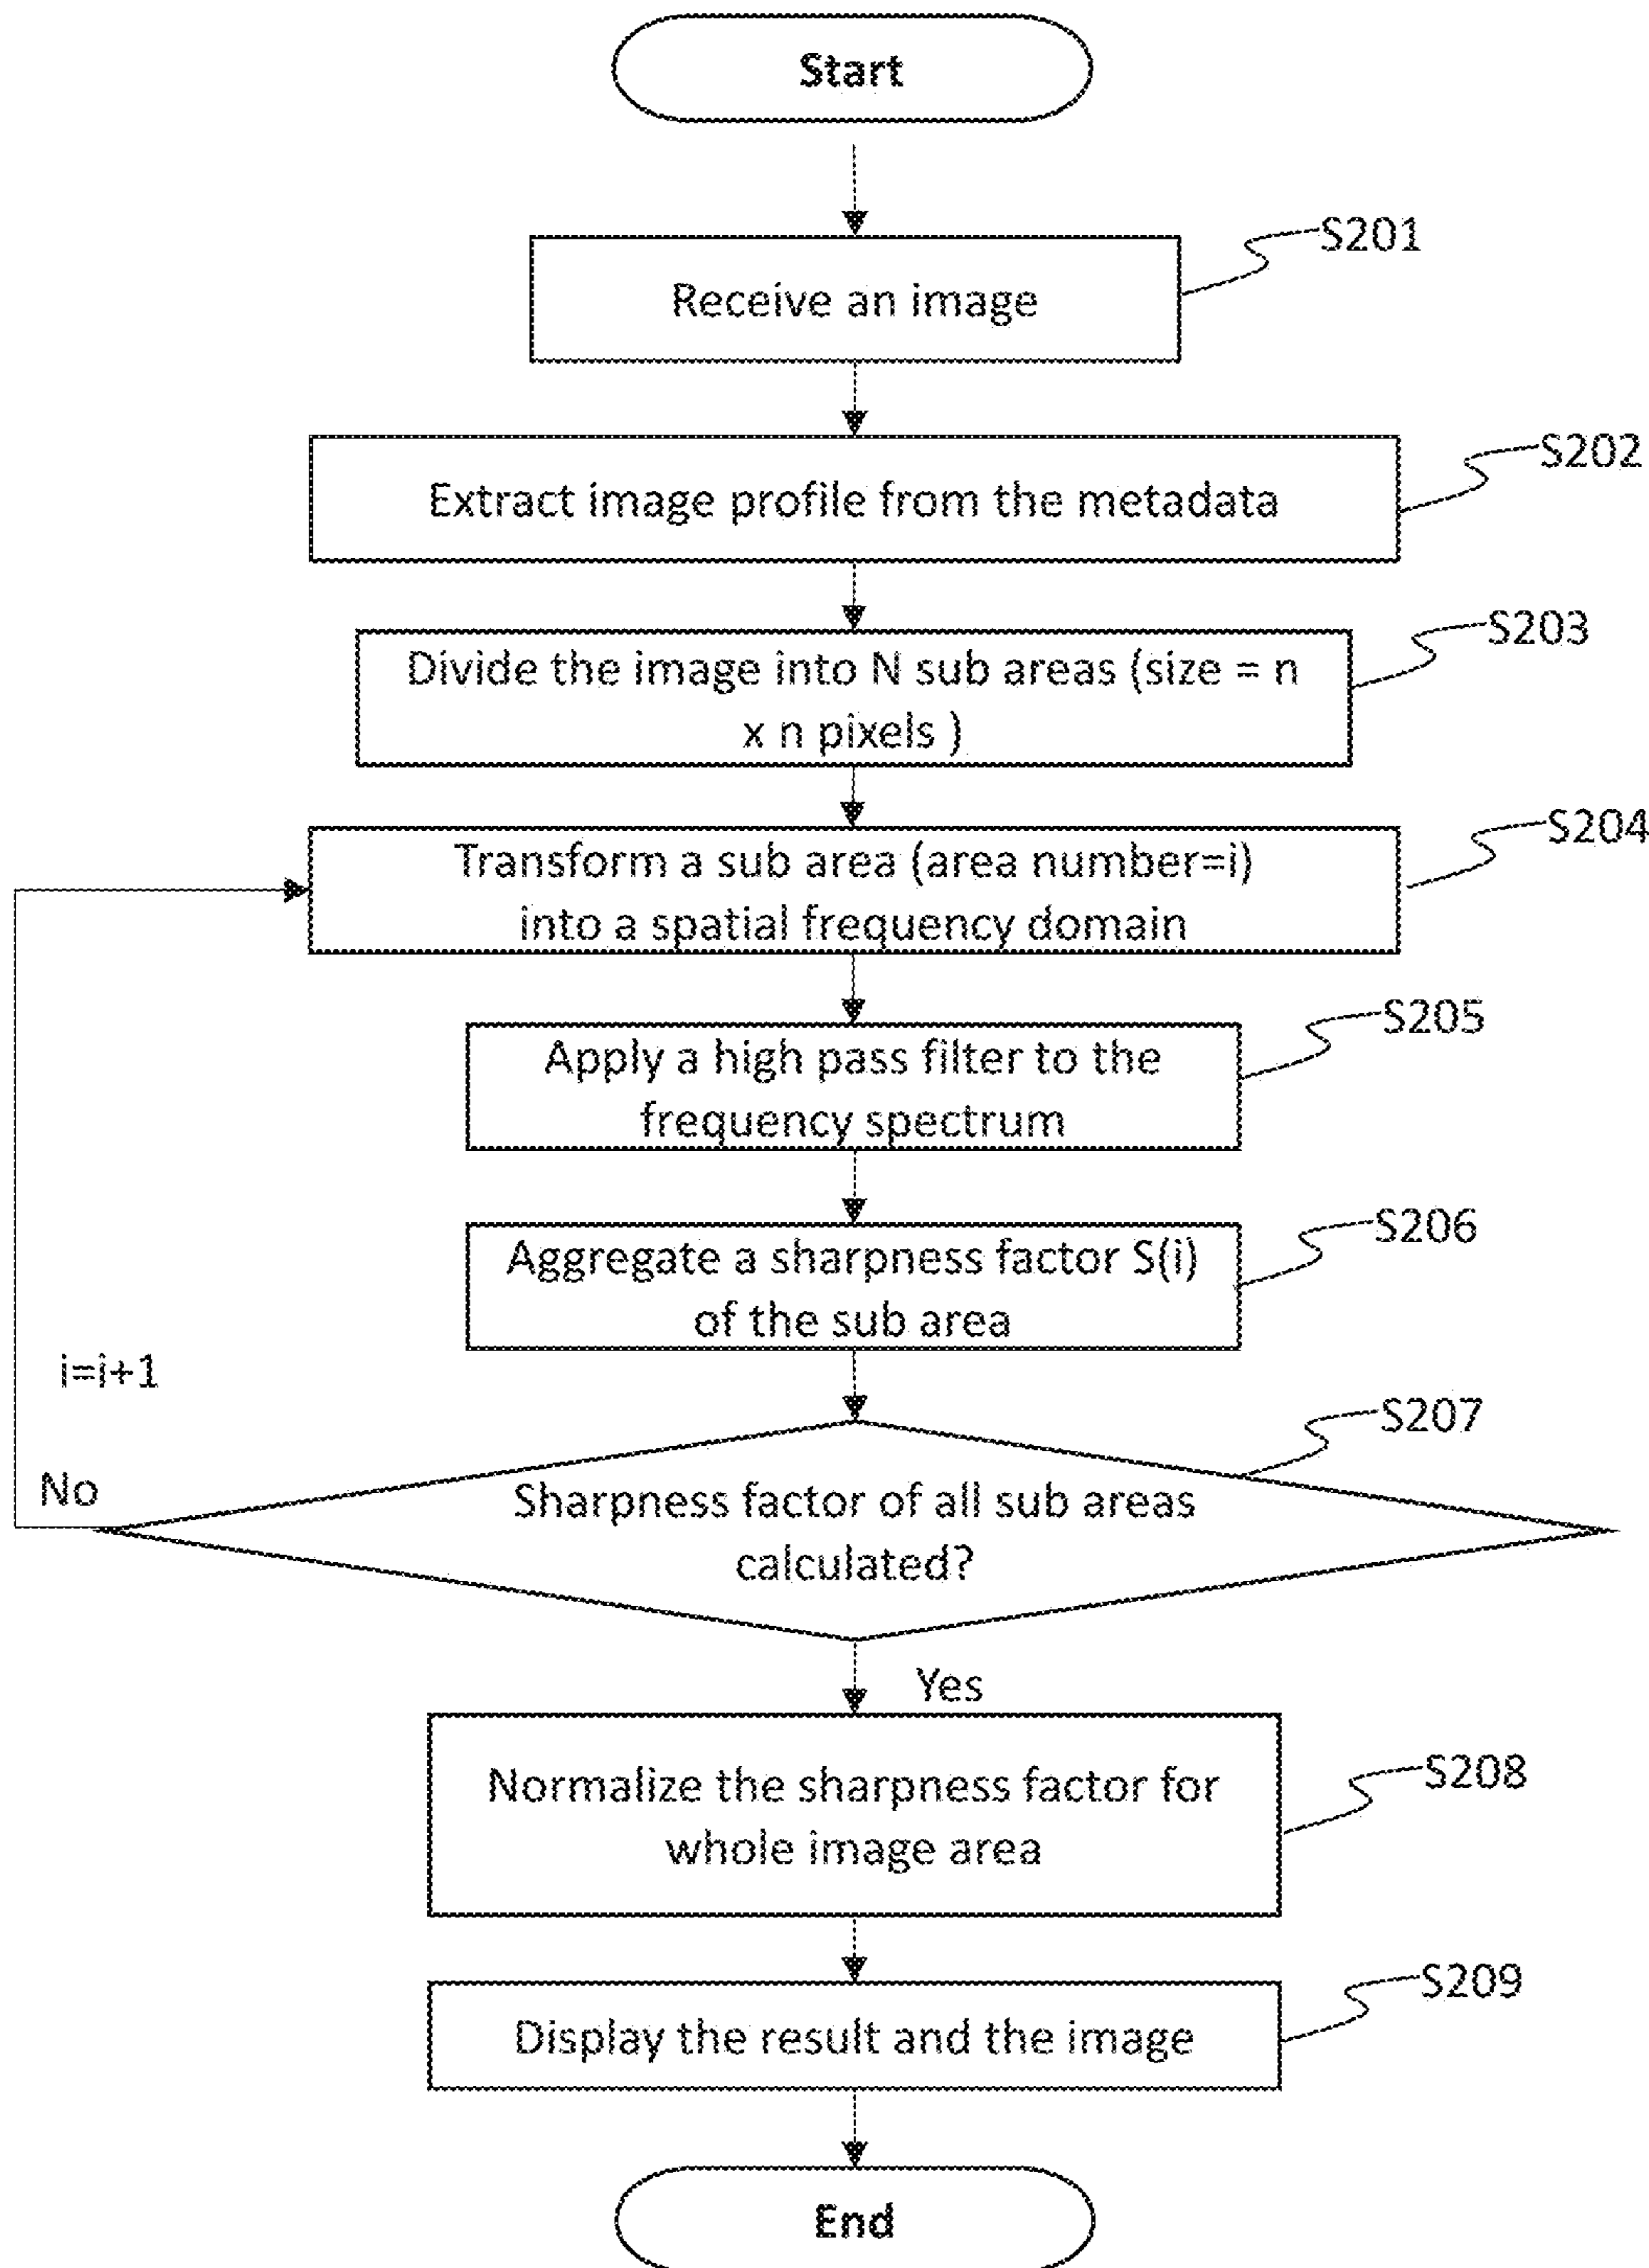 Start
S201
Receive an image
S202
Extract image profile from the metadata
S203
Divide the image into N sub areas (size = n
x n pixels )
S204
Transform a sub area (area number=i)
into a spatial frequency domain
S205
Apply a high pass filter to the
frequency spectrum
S206
Aggregate a sharpness factor S(i)
of the sub area
i=i+1
S207
No
Sharpness factor of all sub areas
calculated?
Yes
S208
Normalize the sharpness factor for
whole image area
S209
Display the result and the image
End